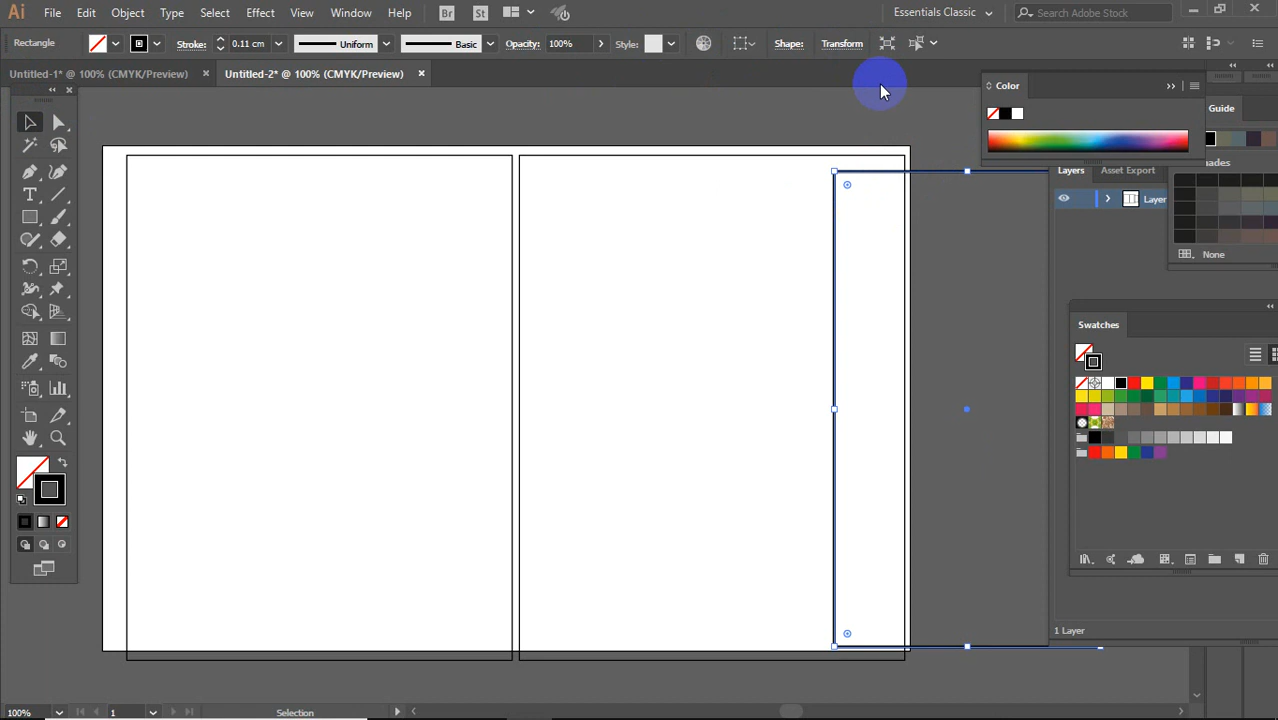 Ai File Edit Object Type Select Effect View Window Help Br St Essentials Classic Search Adobe Stock
Rectangle Stroke: 0.11 cm Uniform Basic Opacity: 100% Style: Shape: Transform
Untitled-1* @ 100% (CMYK/Preview) × Untitled-2* @ 100% (CMYK/Preview) ×
Color
Guide
Layers Asset Export
Layer
None
Swatches
1 Layer
100% 1 Selection